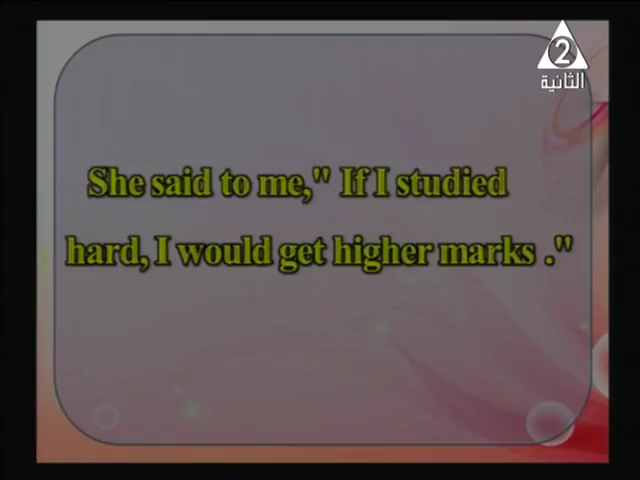 2
الثانية
She said to me," If I studied
hard, I would get higher marks ."